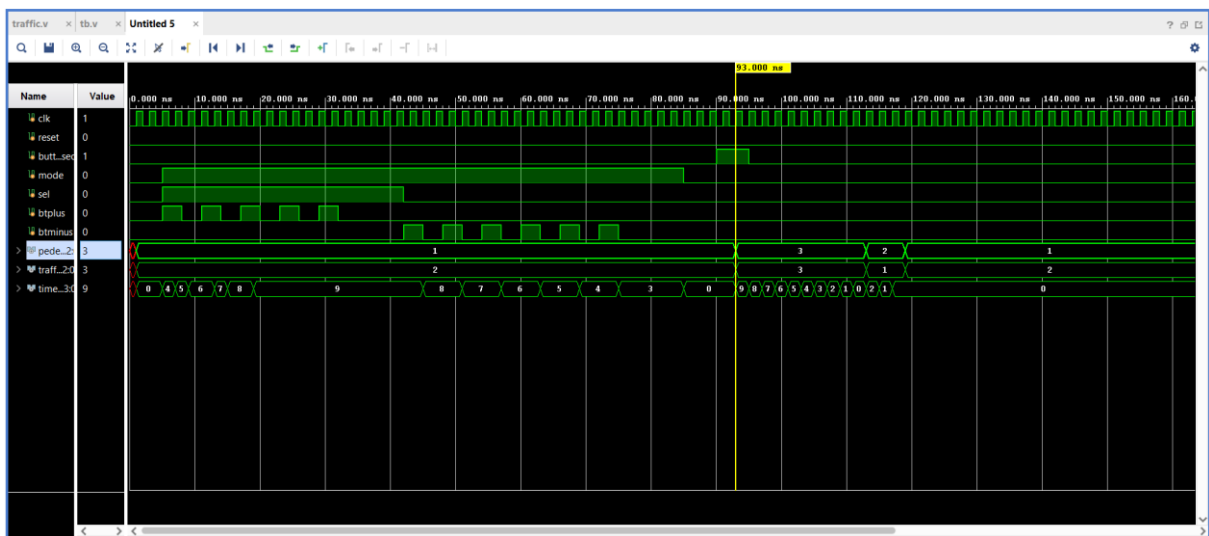 traffic.v × tb.v × Untitled 5 ×
93.000 ns
Name Value 0.000 ns 10.000 ns 20.000 ns 30.000 ns 40.000 ns 50.000 ns 60.000 ns 70.000 ns 80.000 ns 90.000 ns 100.000 ns 110.000 ns 120.000 ns 130.000 ns 140.000 ns 150.000 ns 160.
clk 1
reset 0
butt...sec 1
mode 0
sel 0
btplus 0
btminus 0
pede...2: 3 1 3 2 1
traff...2:0 3 2 3 1 2
time...3:0 9 0 4 5 6 7 8 9 8 7 6 5 4 3 0 9 8 7 6 5 4 3 2 1 0 2 1 0